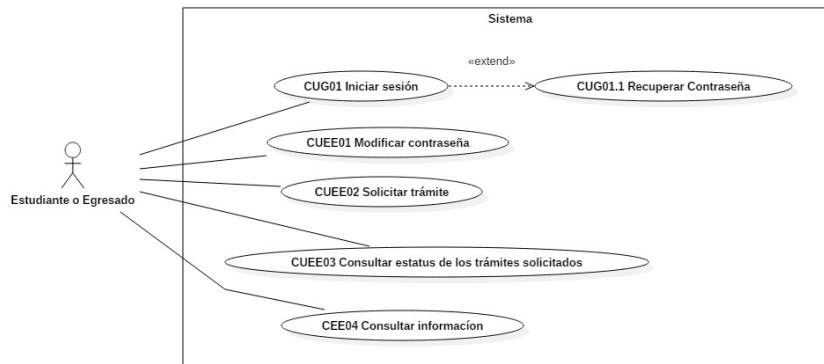 Sistema
«extend»
CUG01 Iniciar sesión
CUG01.1 Recuperar Contraseña
CUEE01 Modificar contraseña
CUEE02 Solicitar trámite
Estudiante o Egresado
CUEE03 Consultar estatus de los trámites solicitados
CEE04 Consultar informacíon